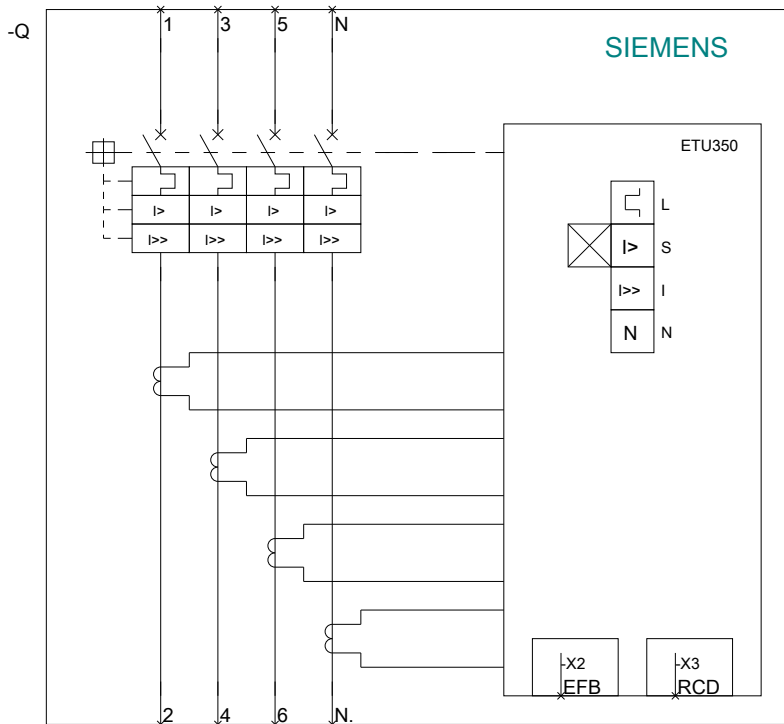 -Q
1 3 5 N
SIEMENS
ETU350
L
I> I> I> I>
I> S
I>> I>> I>> I>>
I>> I
N N
-X2 -X3
EFB RCD
2 4 6 N.